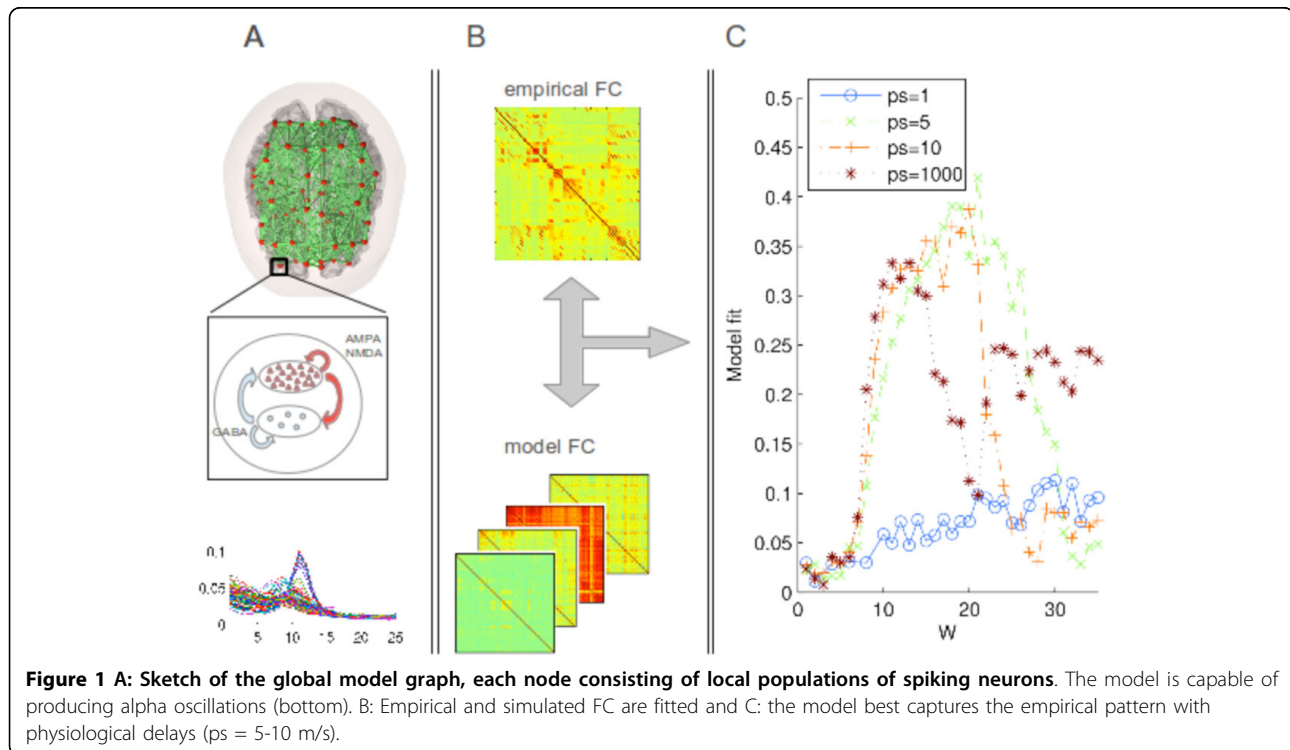 A
B
C
empirical FC
model FC
AMPA
NMDA
GABA
0.1
0.05
0
5
10
15
20
25
ps=1
ps=5
ps=10
ps=1000
0.5
0.45
0.4
0.35
0.3
0.25
0.2
0.15
0.1
0.05
0
0
10
20
30
Model fit
W
Figure 1 A: Sketch of the global model graph, each node consisting of local populations of spiking neurons. The model is capable of
producing alpha oscillations (bottom). B: Empirical and simulated FC are fitted and C: the model best captures the empirical pattern with
physiological delays (ps = 5-10 m/s).